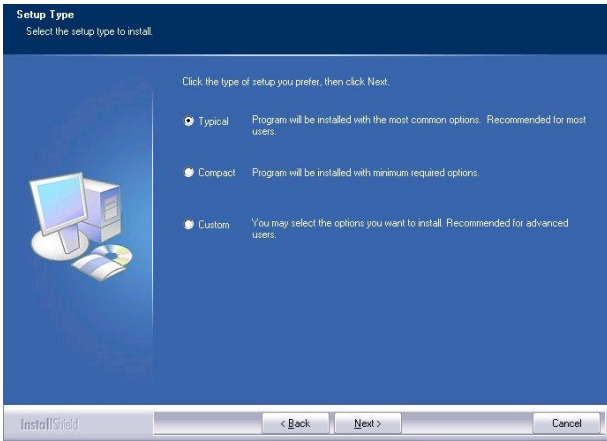 Setup Type
Select the setup type to install.
Click the type of setup you prefer, then click Next.
Typical
Program will be installed with the most common options. Recommended for most
users.
Compact
Program will be installed with minimum required options.
Custom
You may select the options you want to install. Recommended for advanced
users.
InstallShield
< Back
Next >
Cancel